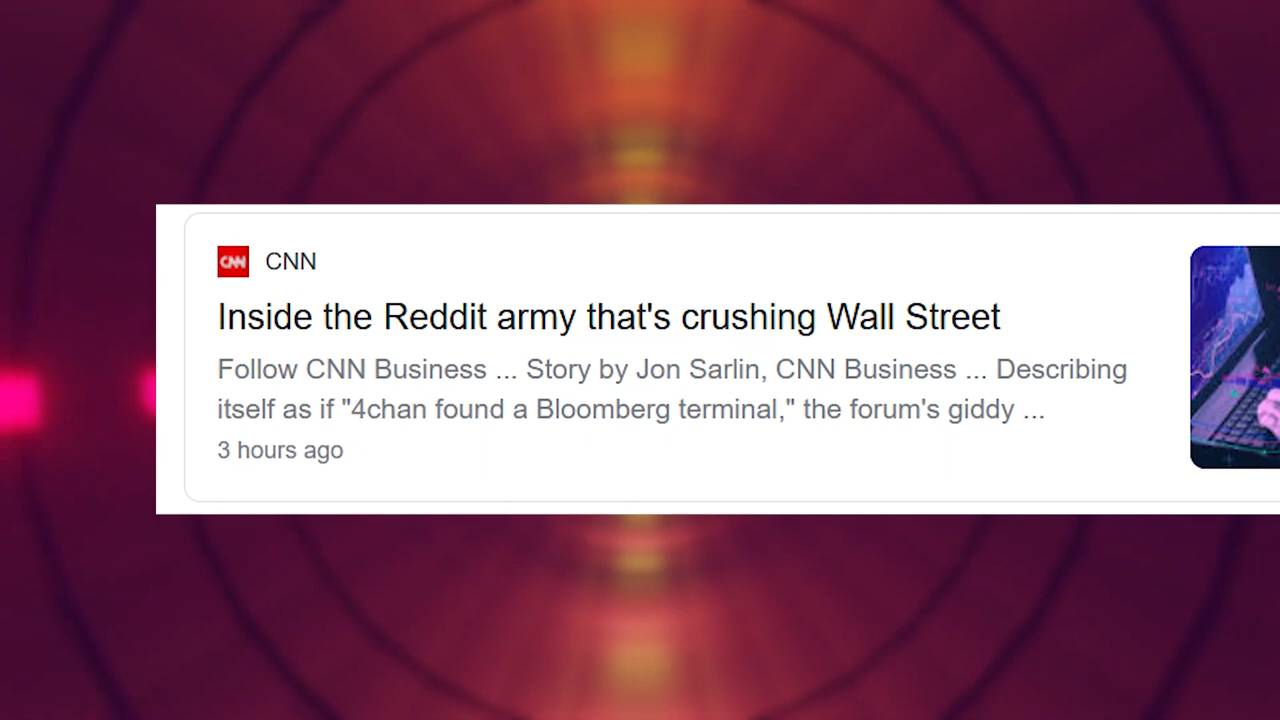 CNN CNN
Inside the Reddit army that's crushing Wall Street
Follow CNN Business ... Story by Jon Sarlin, CNN Business ... Describing
itself as if "4chan found a Bloomberg terminal," the forum's giddy ...
3 hours ago